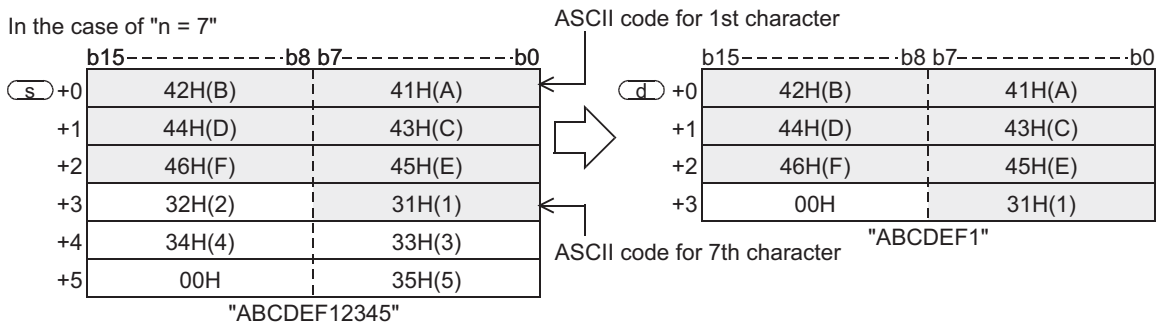 In the case of "n = 7"
ASCII code for 1st character
b15 b8 b7 b0
b15 b8 b7 b0
s +0 42H(B) 41H(A)
d +0 42H(B) 41H(A)
+1 44H(D) 43H(C)
+1 44H(D) 43H(C)
+2 46H(F) 45H(E)
+2 46H(F) 45H(E)
+3 32H(2) 31H(1)
+3 00H 31H(1)
+4 34H(4) 33H(3)
ASCII code for 7th character
"ABCDEF1"
+5 00H 35H(5)
"ABCDEF12345"